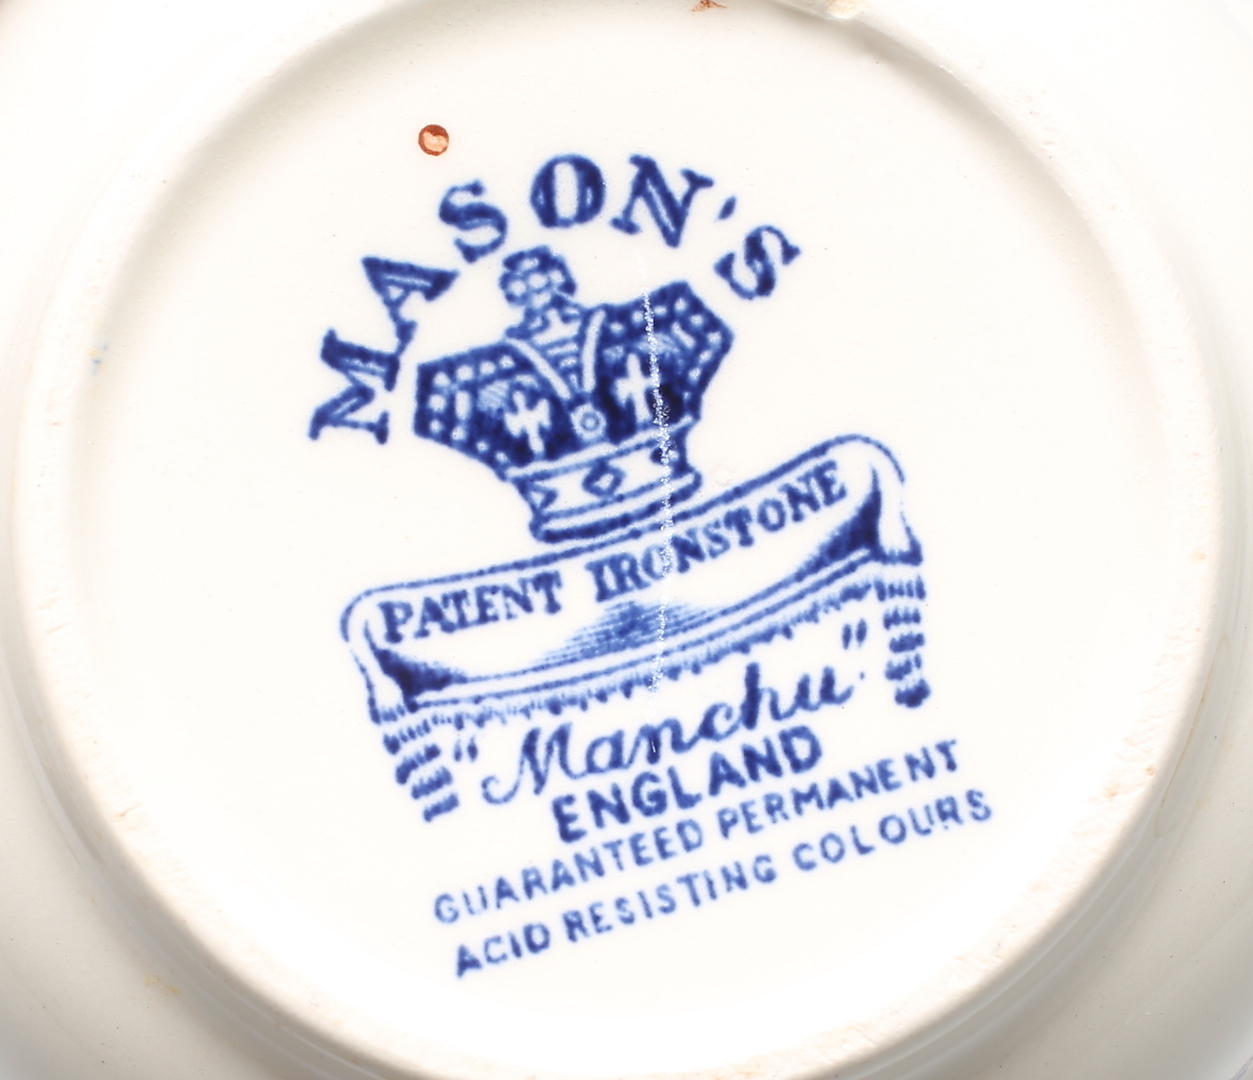 MASON'S
PATENT IRONSTONE
"Manchu"
ENGLAND
GUARANTEED PERMANENT
ACID RESISTING COLOURS